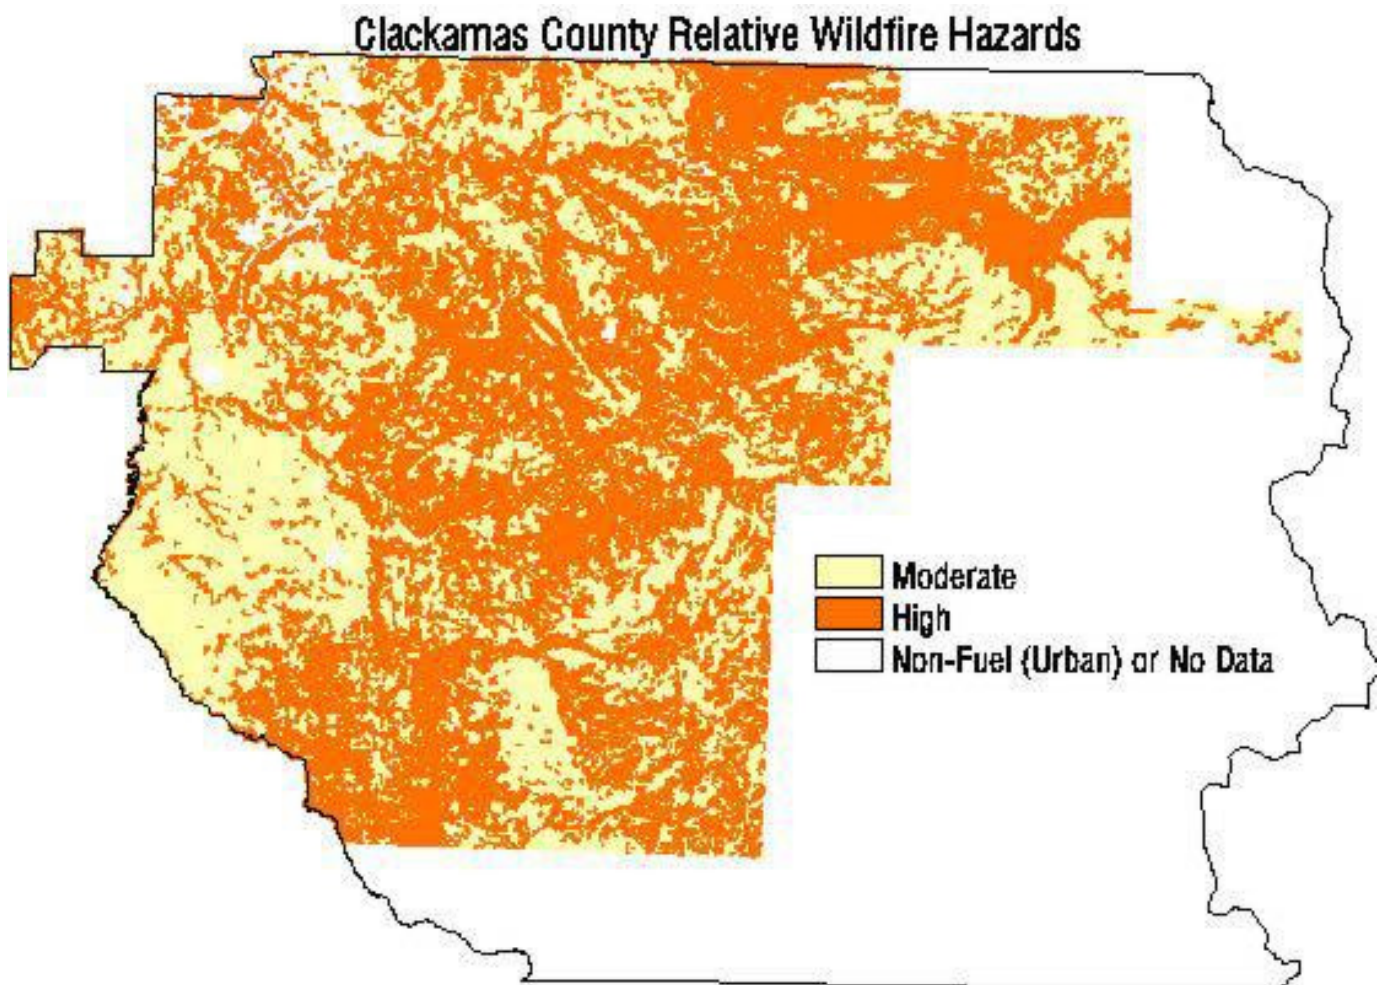 Clackamas County Relative Wildfire Hazards
Moderate
High
Non-Fuel (Urban) or No Data